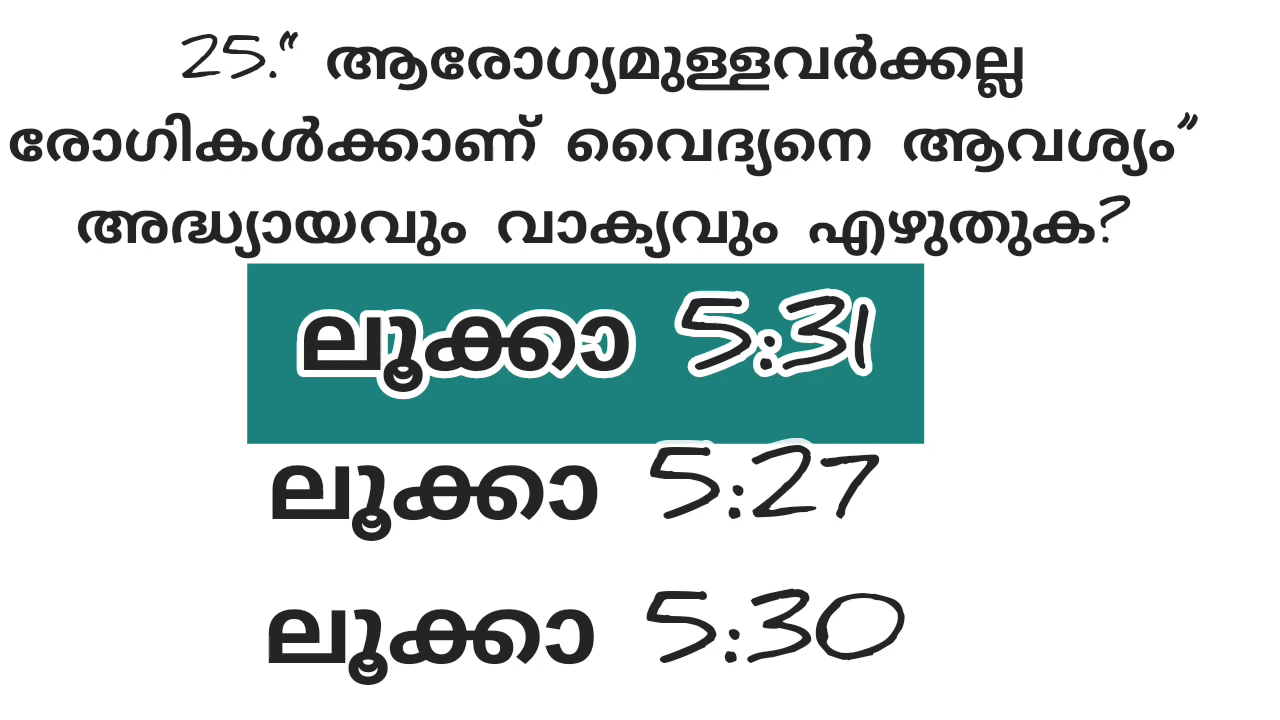 25.“ ആരോഗ്യമുള്ളവർക്കല്ല
രോഗികൾക്കാണ് വൈദ്യനെ ആവശ്യം”
അദ്ധ്യായവും വാക്യവും എഴുതുക?
ലൂക്കാ 5:31
ലൂക്കാ 5:27
ലൂക്കാ 5:30